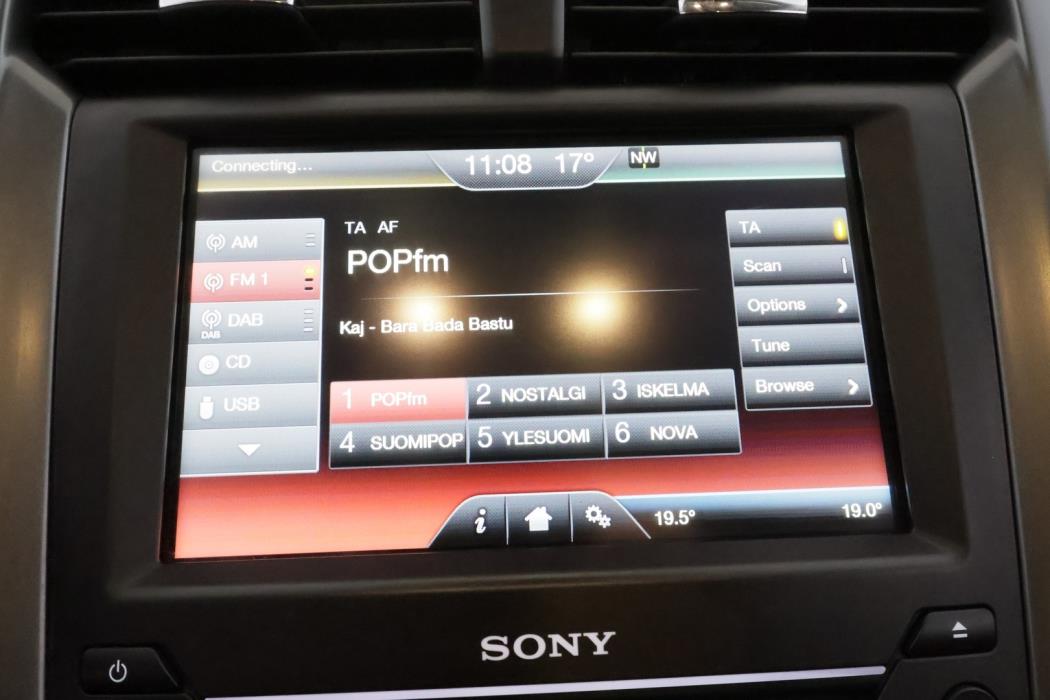 Connecting...
11:08 17° NW
AM
FM 1
DAB
DAB
CD
USB
TA AF
POPfm
Kaj - Bara Bada Bastu
1 POPfm
2 NOSTALGI
3 ISKELMA
4 SUOMIPOP
5 YLESUOMI
6 NOVA
TA
Scan
Options
Tune
Browse
i
19.5°
19.0°
SONY